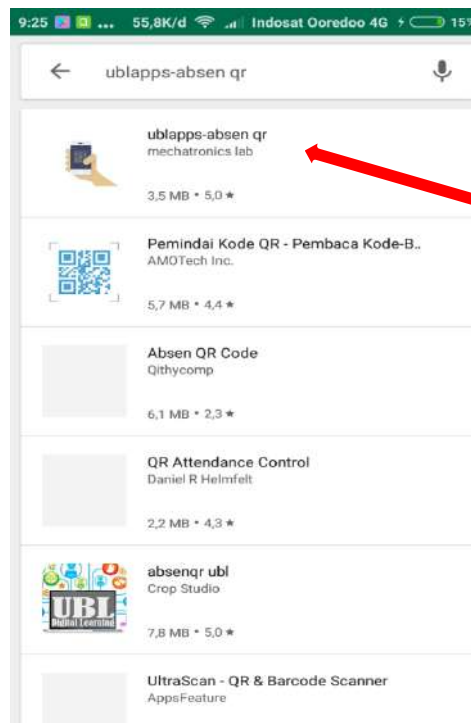 9:25 ... 55,8K/d Indosat Ooredoo 4G 15%
ublapps-absen qr
ublapps-absen qr
mechatronics lab
3,5 MB • 5,0 ★
Pemindai Kode QR - Pembaca Kode-B..
AMOTech Inc.
5,7 MB • 4,4 ★
Absen QR Code
Qithycomp
6,1 MB • 2,3 ★
QR Attendance Control
Daniel R Helmfelt
2,2 MB • 4,3 ★
absenqr ubl
Crop Studio
UBL
Digital Learning
7,8 MB • 5,0 ★
UltraScan - QR & Barcode Scanner
AppsFeature